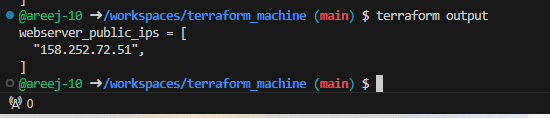 ]
@areej-10 ➜/workspaces/terraform_machine (main) $ terraform output
webserver_public_ips = [
  "158.252.72.51",
]
@areej-10 ➜/workspaces/terraform_machine (main) $
0